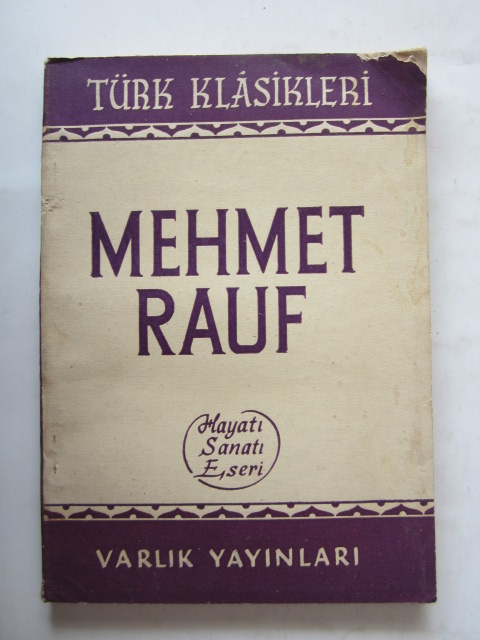 TÜRK KLÂSİKLERİ
MEHMET
RAUF
Hayatı
Sanatı
Eseri
VARLIK YAYINLARI